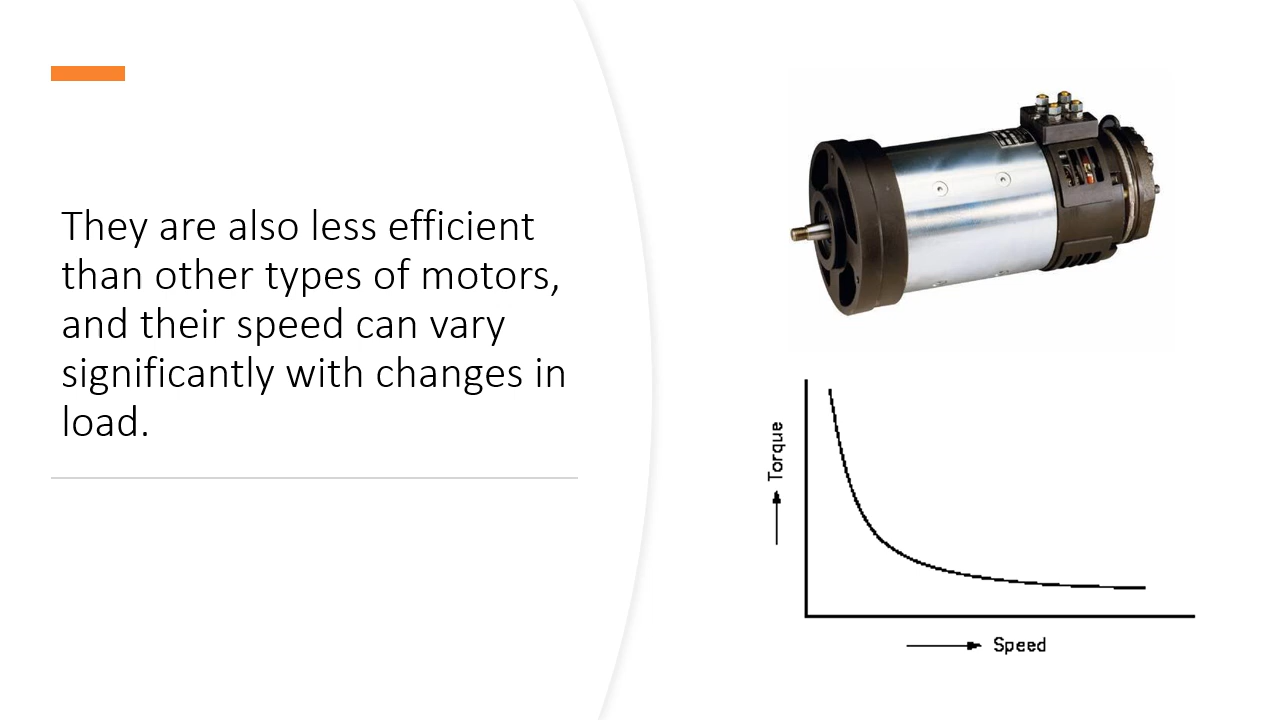 They are also less efficient
than other types of motors,
and their speed can vary
significantly with changes in
load.
Torque
Speed